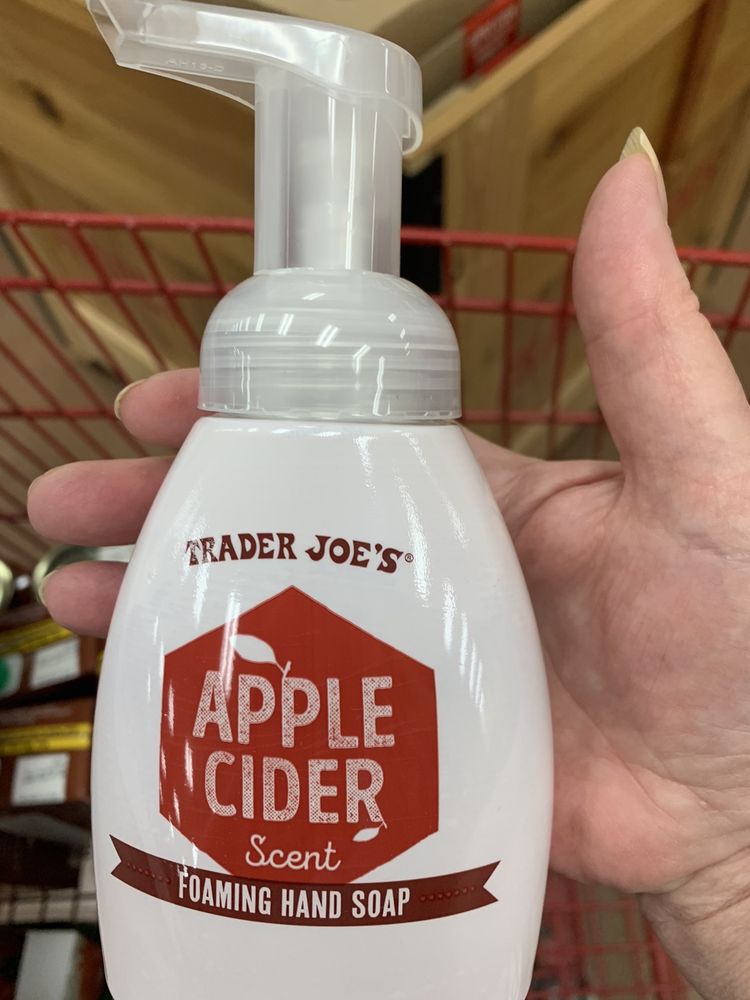 TRADER JOE'S®
APPLE
CIDER
Scent
FOAMING HAND SOAP